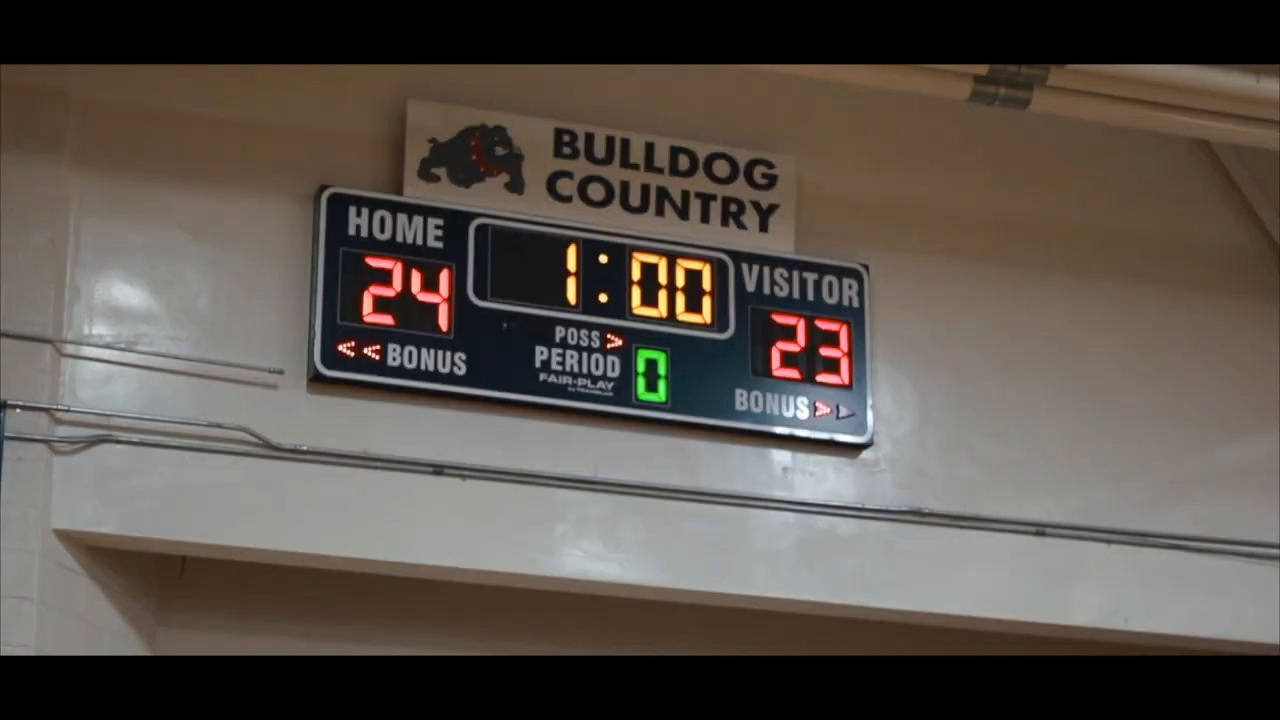 BULLDOG
COUNTRY
HOME
1:00
VISITOR
24
23
POSS
PERIOD
0
FAIR-PLAY
BONUS
BONUS